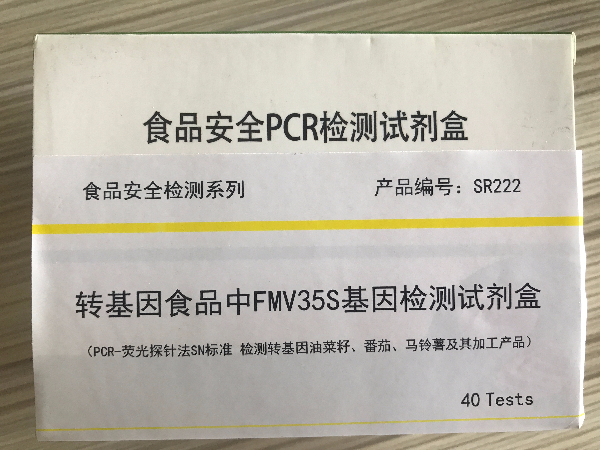 食品安全PCR检测试剂盒
食品安全检测系列 产品编号：SR222
转基因食品中FMV35S基因检测试剂盒
（PCR-荧光探针法SN标准 检测转基因油菜籽、番茄、马铃薯及其加工产品）
40 Tests